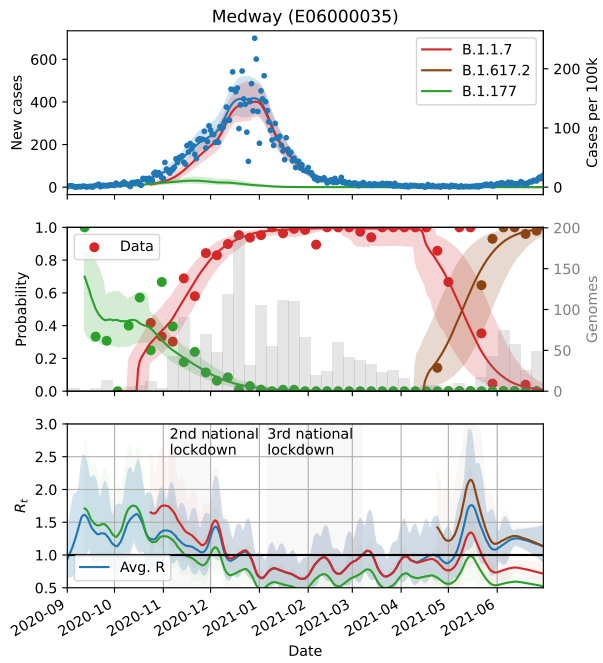 Medway (E06000035)
New cases
600
400
200
0
B.1.1.7
B.1.617.2
B.1.177
200
100
0
Cases per 100k
Probability
1.0
0.8
0.6
0.4
0.2
0.0
Data
200
150
100
50
0
Genomes
R_t
3.0
2.5
2.0
1.5
1.0
0.5
2nd national
lockdown
3rd national
lockdown
Avg. R
2020-09
2020-10
2020-11
2020-12
2021-01
2021-02
2021-03
2021-04
2021-05
2021-06
Date